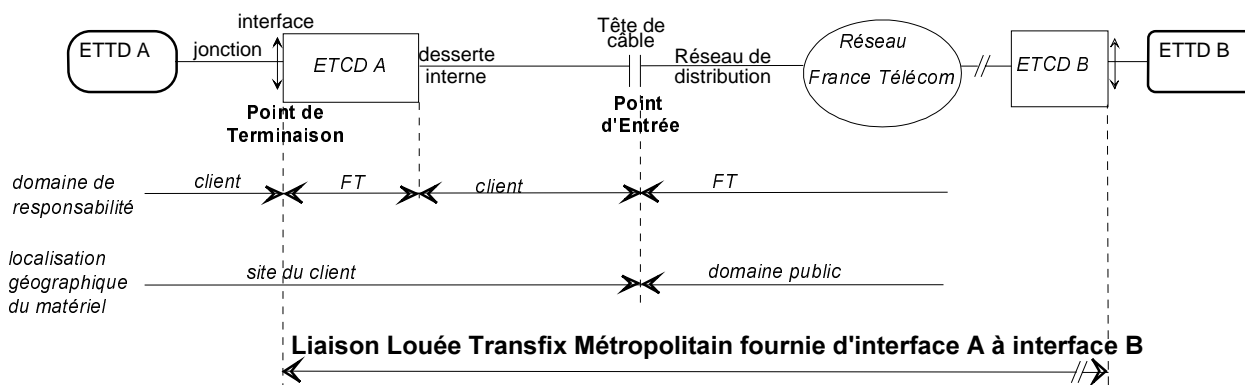 interface
Tête de
câble
ETTD A
jonction
ETCD A
desserte
interne
Réseau de
distribution
Réseau
France Télécom
ETCD B
ETTD B
Point de
Terminaison
Point
d'Entrée
domaine de
responsabilité
client
FT
client
FT
localisation
géographique
du matériel
site du client
domaine public
Liaison Louée Transfix Métropolitain fournie d'interface A à interface B